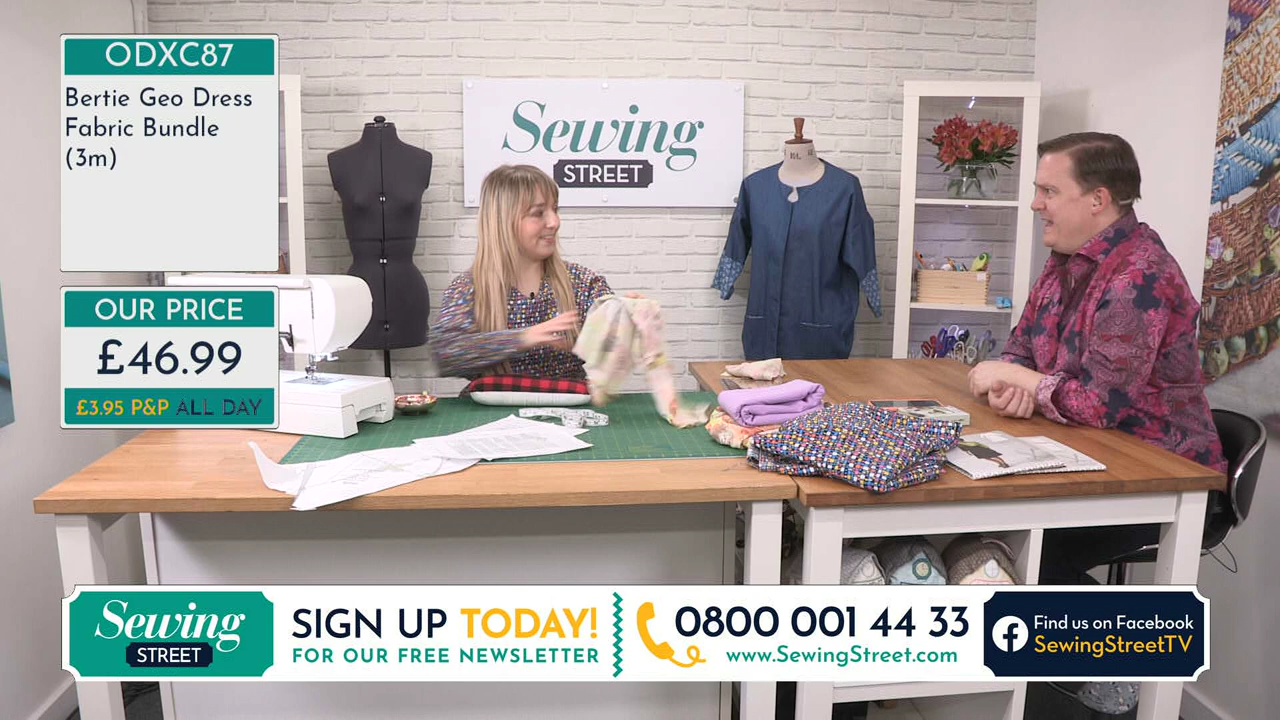 ODXC87
Bertie Geo Dress
Fabric Bundle
(3m)
OUR PRICE
£46.99
£3.95 P&P ALL DAY
Sewing
STREET
Sewing
STREET
SIGN UP TODAY!
FOR OUR FREE NEWSLETTER
0800 001 44 33
www.SewingStreet.com
Find us on Facebook
SewingStreetTV